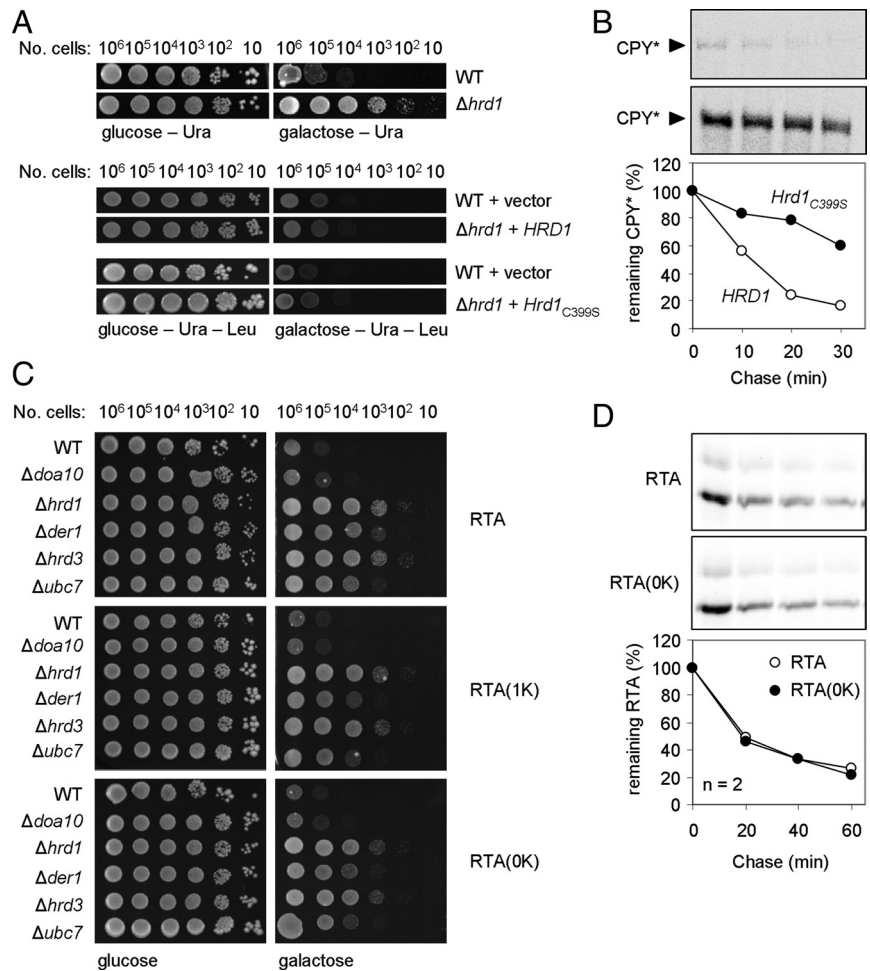 A
No. cells: 10⁶ 10⁵ 10⁴ 10³ 10² 10 10⁶ 10⁵ 10⁴ 10³ 10² 10
WT
Δhrd1
glucose – Ura galactose – Ura
No. cells: 10⁶ 10⁵ 10⁴ 10³ 10² 10 10⁶ 10⁵ 10⁴ 10³ 10² 10
WT + vector
Δhrd1 + HRD1
WT + vector
Δhrd1 + Hrd1C399S
glucose – Ura – Leu galactose – Ura – Leu
B
CPY*
CPY*
remaining CPY* (%)
120
100
80
60
40
20
0
Hrd1C399S
HRD1
0 10 20 30
Chase (min)
C
No. cells: 10⁶ 10⁵ 10⁴ 10³ 10² 10 10⁶ 10⁵ 10⁴ 10³ 10² 10
WT
Δdoa10
Δhrd1
Δder1
Δhrd3
Δubc7
RTA
WT
Δdoa10
Δhrd1
Δder1
Δhrd3
Δubc7
RTA(1K)
WT
Δdoa10
Δhrd1
Δder1
Δhrd3
Δubc7
RTA(0K)
glucose galactose
D
RTA
RTA(0K)
remaining RTA (%)
120
100
80
60
40
20
0
RTA
RTA(0K)
n = 2
0 20 40 60
Chase (min)